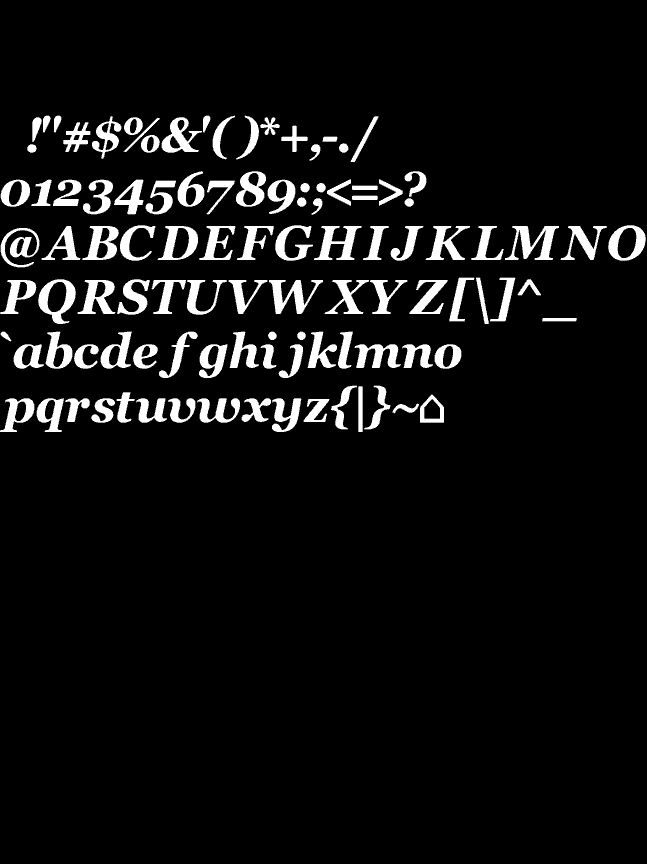 !"#$%&'()*+,-./
0123456789:;<=>?
@ABCDEFGHIJKLMNO
PQRSTUVWXYZ[\]^_
`abcdefghijklmno
pqrstuvwxyz{|}~⌂